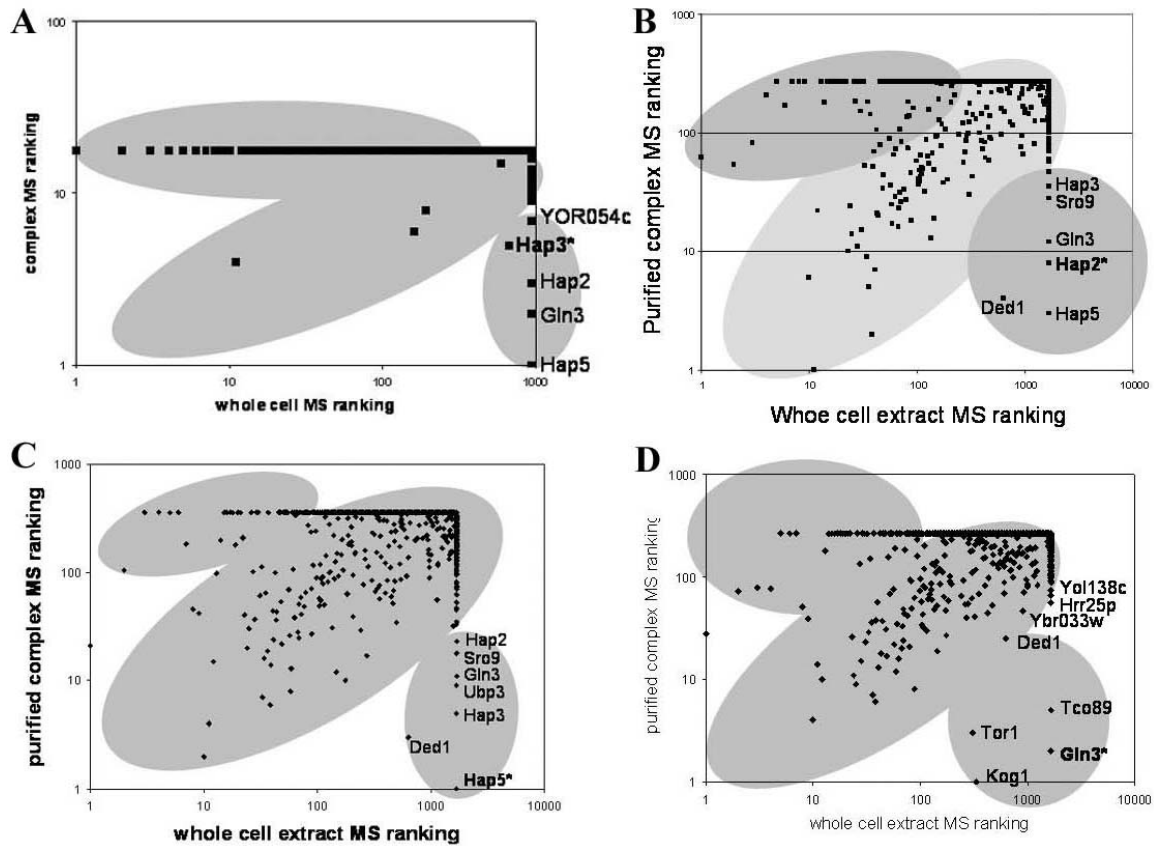 A
100
10
1
1
10
100
1000
complex MS ranking
whole cell MS ranking
YOR054c
Hap3*
Hap2
Gln3
Hap5
B
1000
100
10
1
1
10
100
1000
10000
Purified complex MS ranking
Whoe cell extract MS ranking
Hap3
Sro9
Gln3
Hap2*
Ded1
Hap5
C
1000
100
10
1
1
10
100
1000
10000
purified complex MS ranking
whole cell extract MS ranking
Hap2
Sro9
Gln3
Ubp3
Hap3
Ded1
Hap5*
D
1000
100
10
1
1
10
100
1000
10000
purified complex MS ranking
whole cell extract MS ranking
Yol138c
Hrr25p
Ybr033w
Ded1
Tco89
Tor1
Gln3*
Kog1